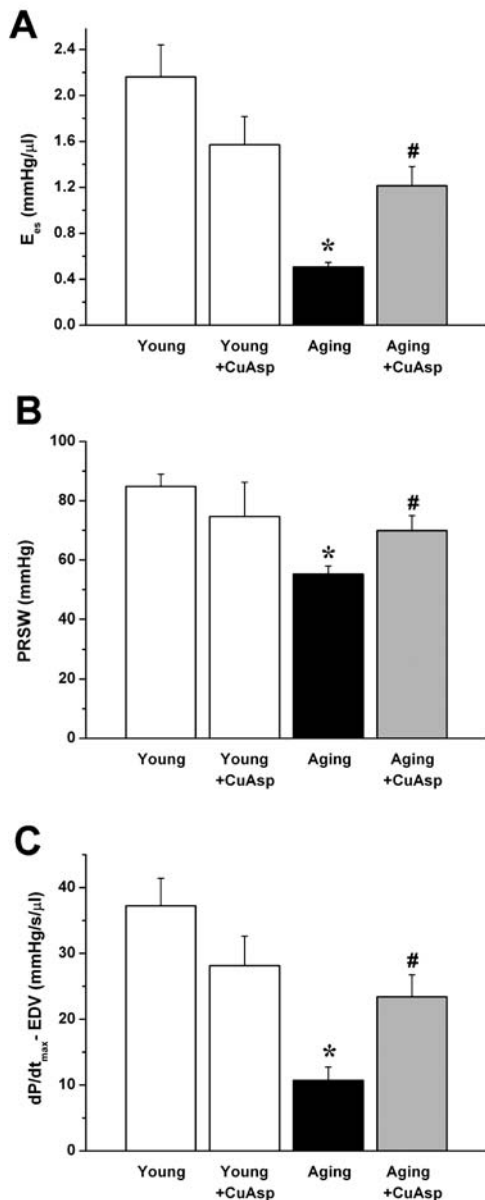 A
E_es (mmHg/µl)
2.4
2.0
1.6
1.2
0.8
0.4
0.0
*
#
Young
Young
+CuAsp
Aging
Aging
+CuAsp
B
PRSW (mmHg)
100
80
60
40
20
0
*
#
Young
Young
+CuAsp
Aging
Aging
+CuAsp
C
dP/dt_max- EDV (mmHg/s/µl)
40
30
20
10
0
*
#
Young
Young
+CuAsp
Aging
Aging
+CuAsp